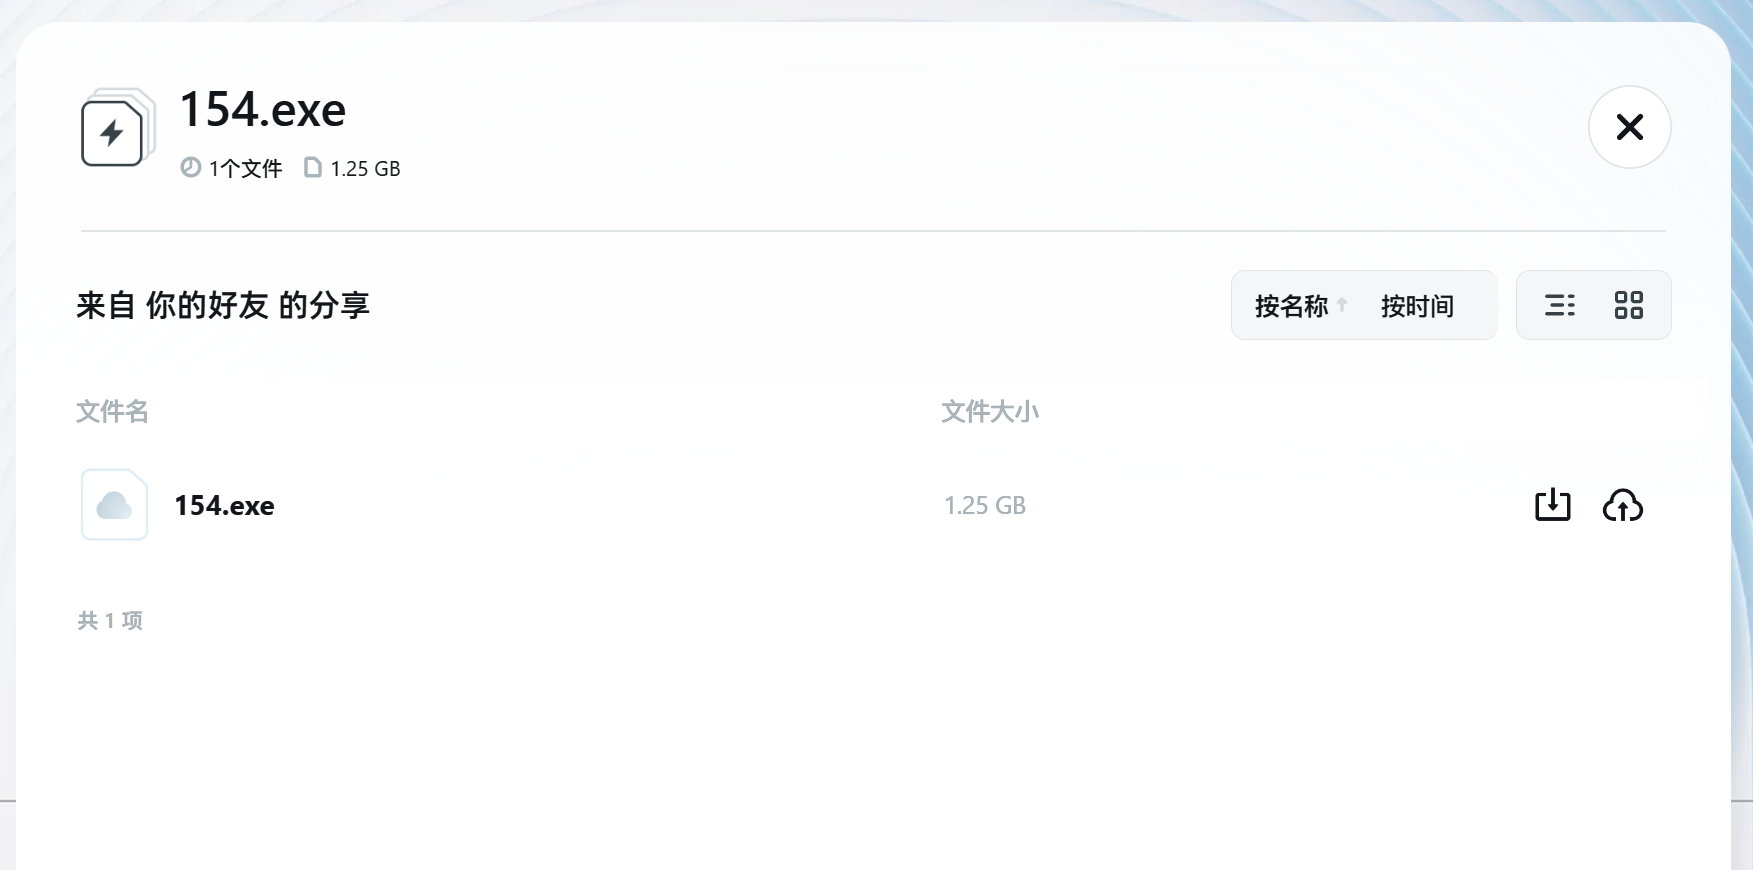 154.exe
1个文件 1.25 GB
来自 你的好友 的分享
按名称 按时间
文件名 文件大小
154.exe 1.25 GB
共 1 项